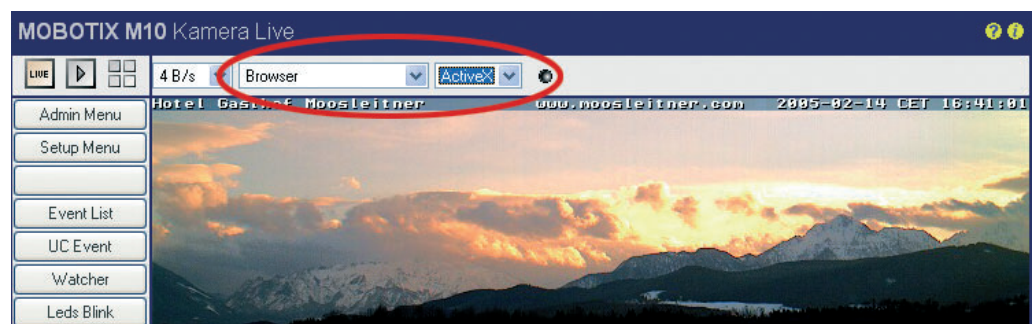 MOBOTIX M10 Kamera Live
LIVE
4 B/s Browser ActiveX
Hotel Gasthof Moosleitner www.moosleitner.com 2005-02-14 CET 16:41:01
Admin Menu
Setup Menu
Event List
UC Event
Watcher
Leds Blink